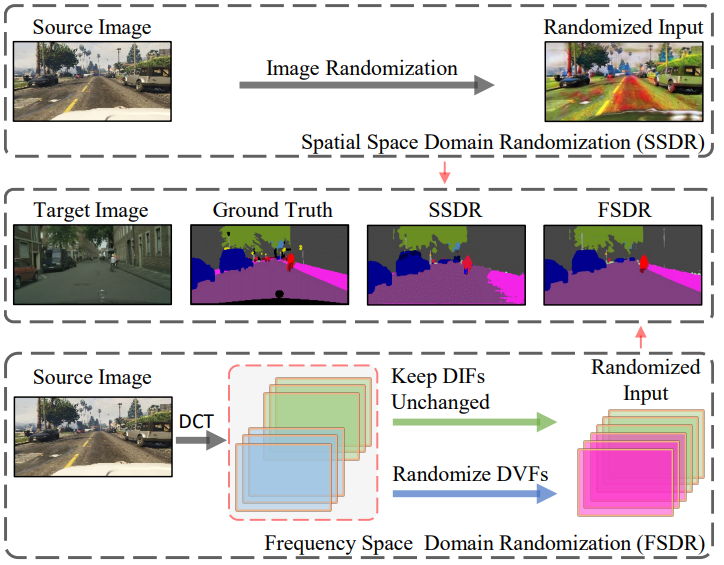 Source Image
Randomized Input
Image Randomization
Spatial Space Domain Randomization (SSDR)
Target Image
Ground Truth
SSDR
FSDR
Source Image
DCT
Keep DIFs
Unchanged
Randomize DVFs
Randomized
Input
Frequency Space Domain Randomization (FSDR)